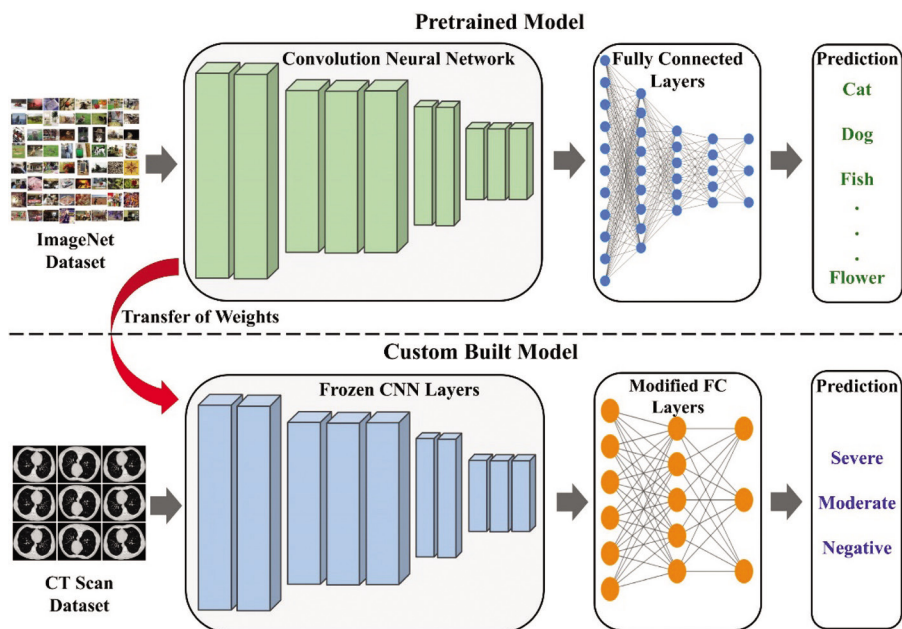 Pretrained Model
Convolution Neural Network
Fully Connected
Layers
Prediction
Cat
Dog
Fish
.
.
.
Flower
ImageNet
Dataset
Transfer of Weights
Custom Built Model
Frozen CNN Layers
Modified FC
Layers
Prediction
Severe
Moderate
Negative
CT Scan
Dataset